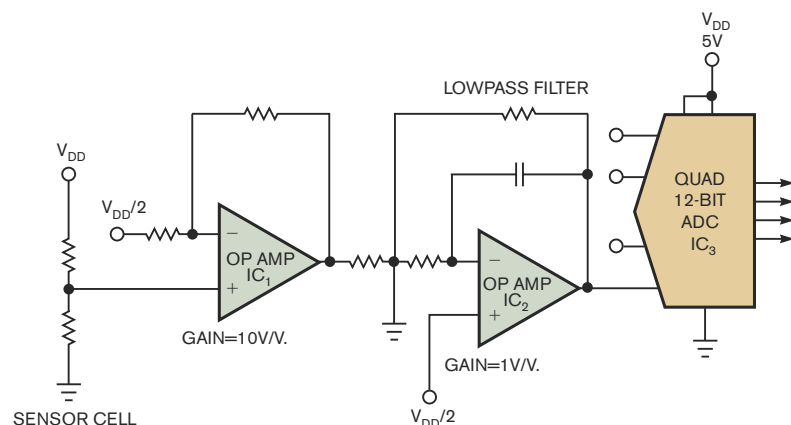 V_DD
5V
LOWPASS FILTER
V_DD
QUAD
12-BIT
ADC
IC_3
V_DD/2
−
OP AMP
IC_1
+
−
OP AMP
IC_2
+
GAIN=10V/V.
GAIN=1V/V.
V_DD/2
SENSOR CELL